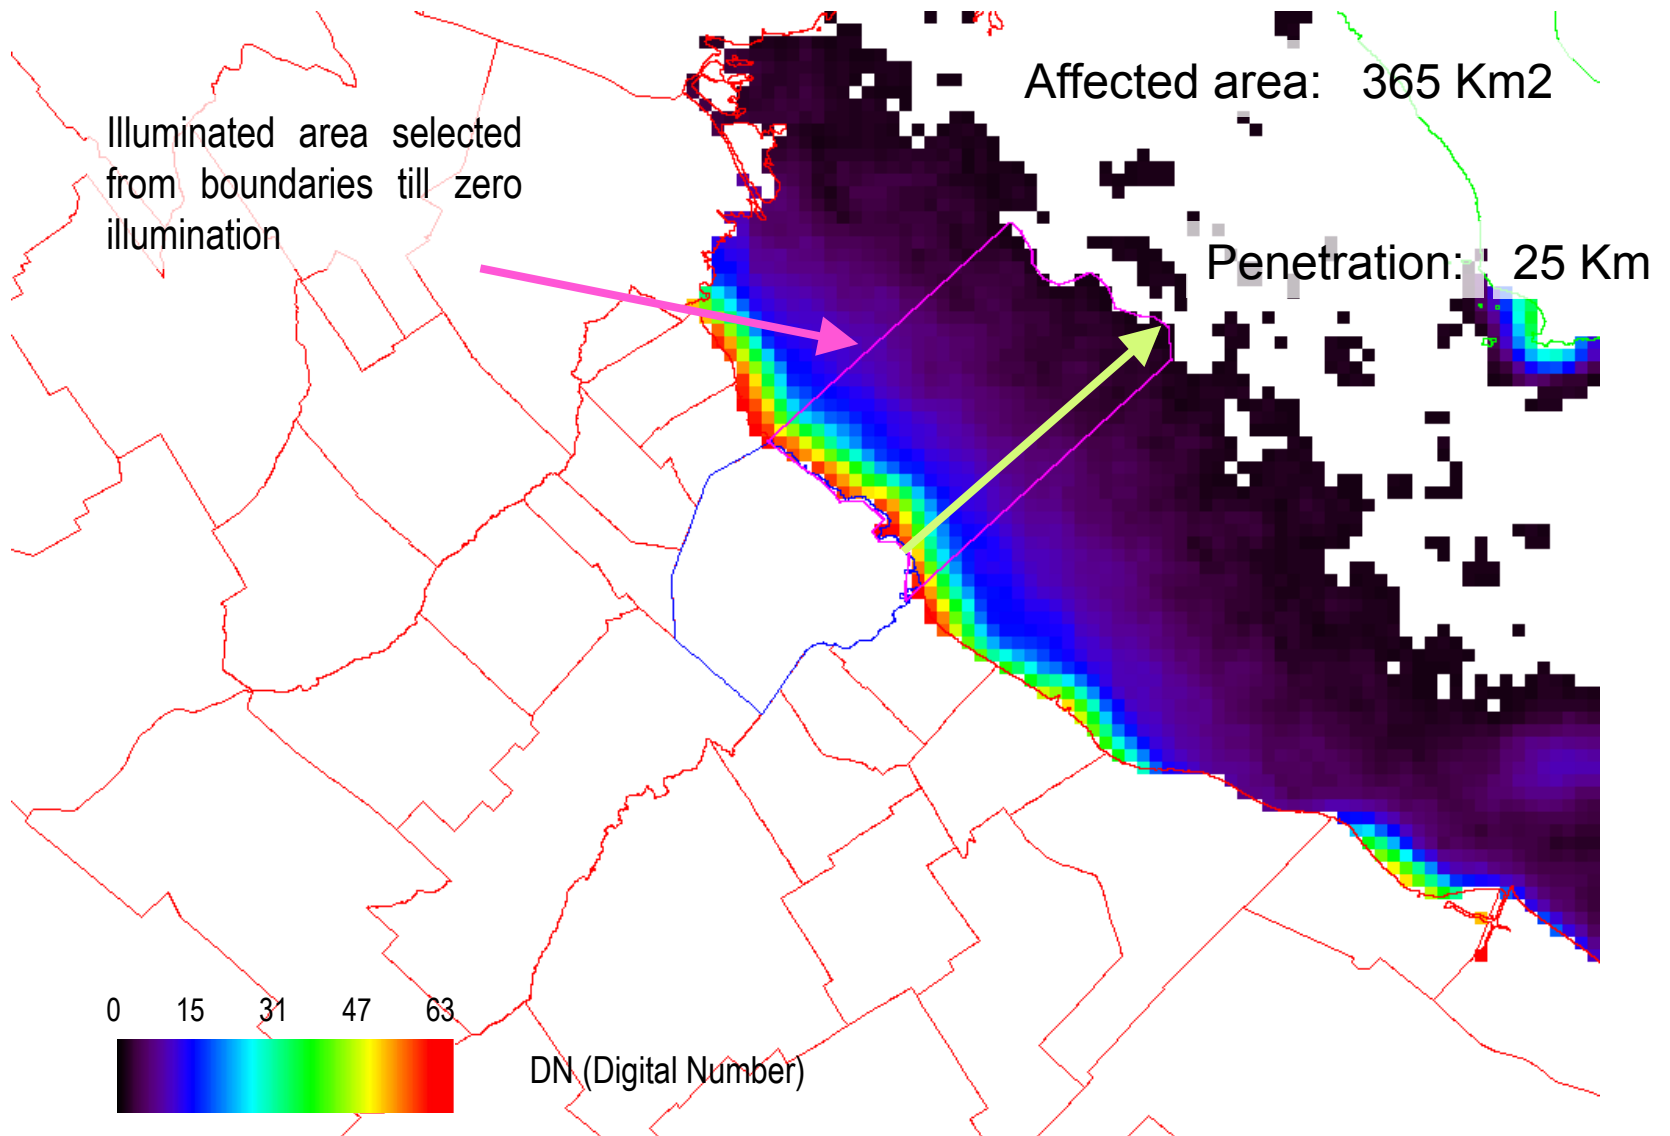 Affected area: 365 Km2
Illuminated area selected
from boundaries till zero
illumination
Penetration: 25 Km
0 15 31 47 63
DN (Digital Number)